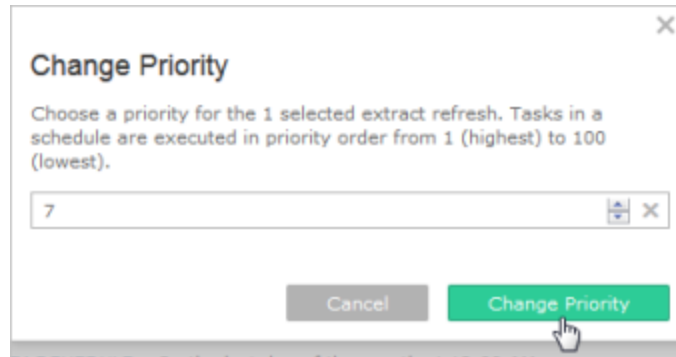 Change Priority
Choose a priority for the 1 selected extract refresh. Tasks in a
schedule are executed in priority order from 1 (highest) to 100
(lowest).
7
Cancel
Change Priority